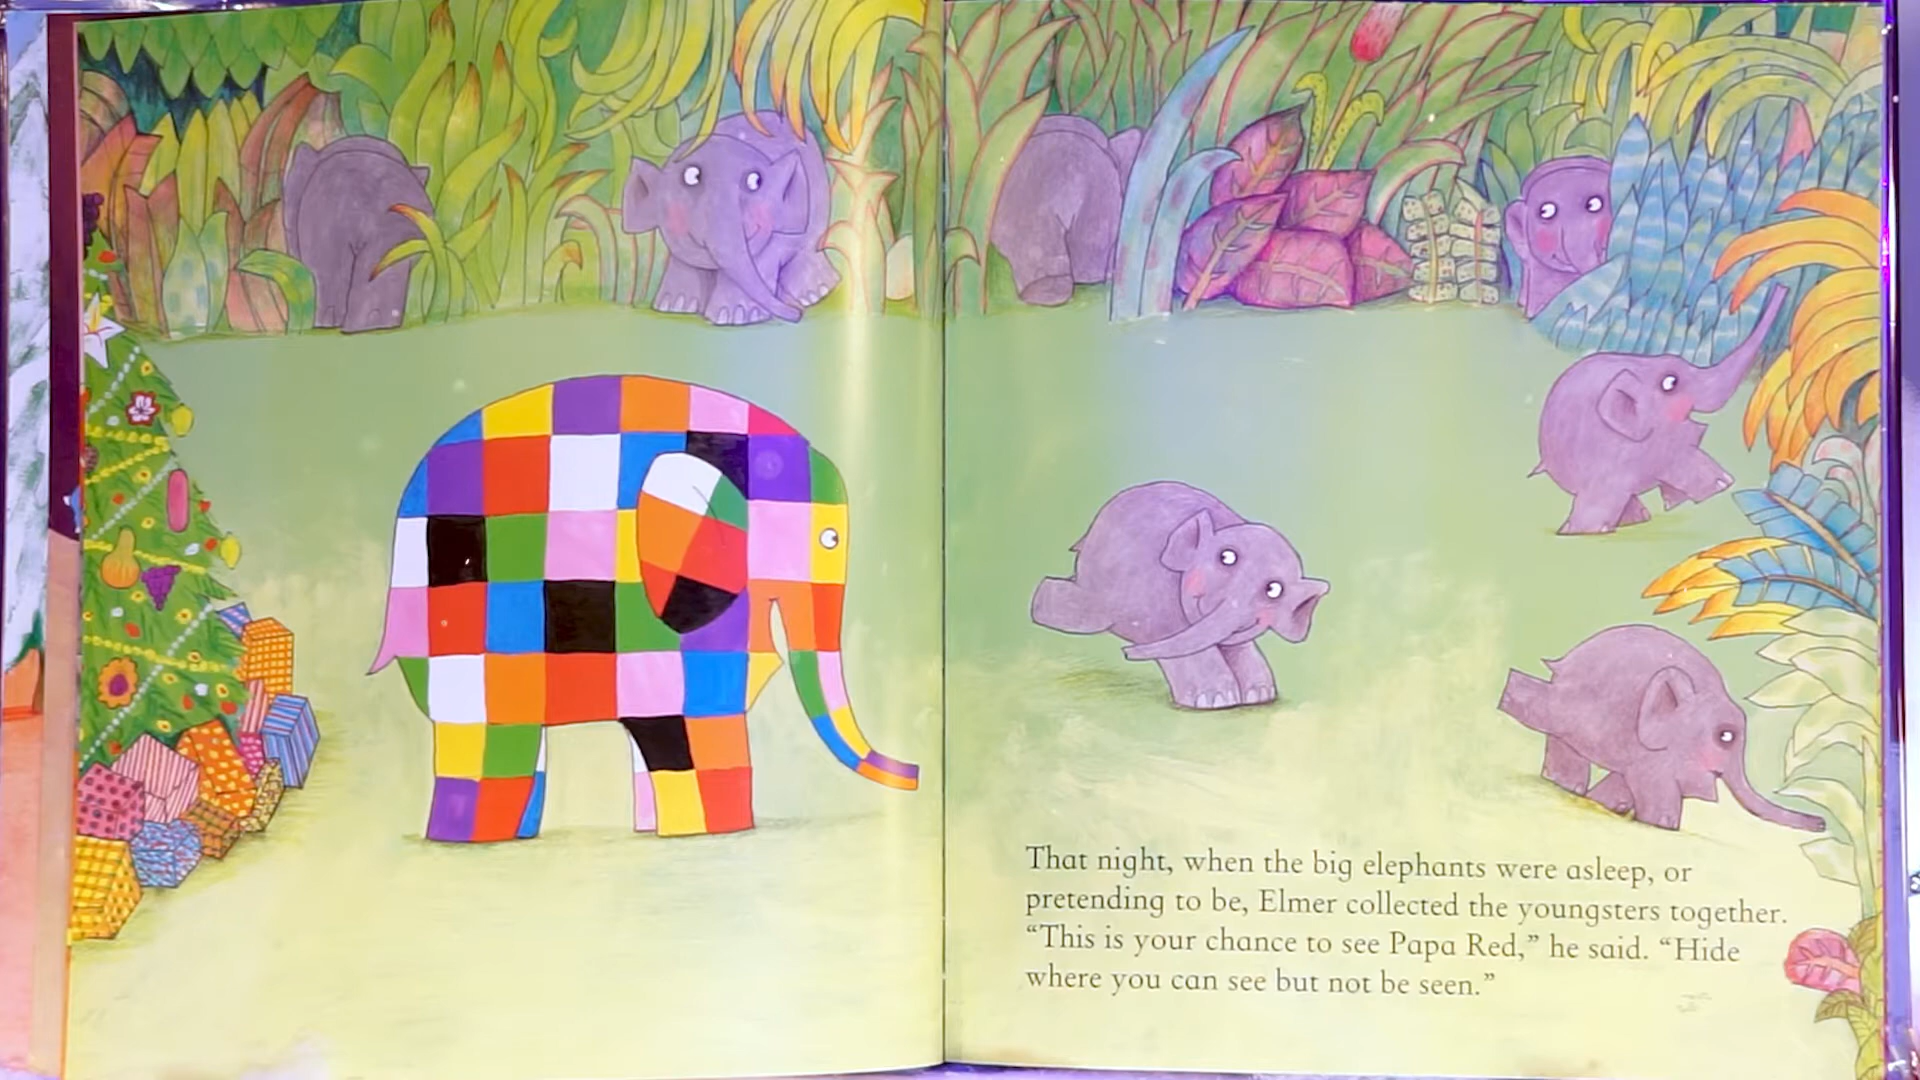 That night, when the big elephants were asleep, or
pretending to be, Elmer collected the youngsters together.
“This is your chance to see Papa Red,” he said. “Hide
where you can see but not be seen.”